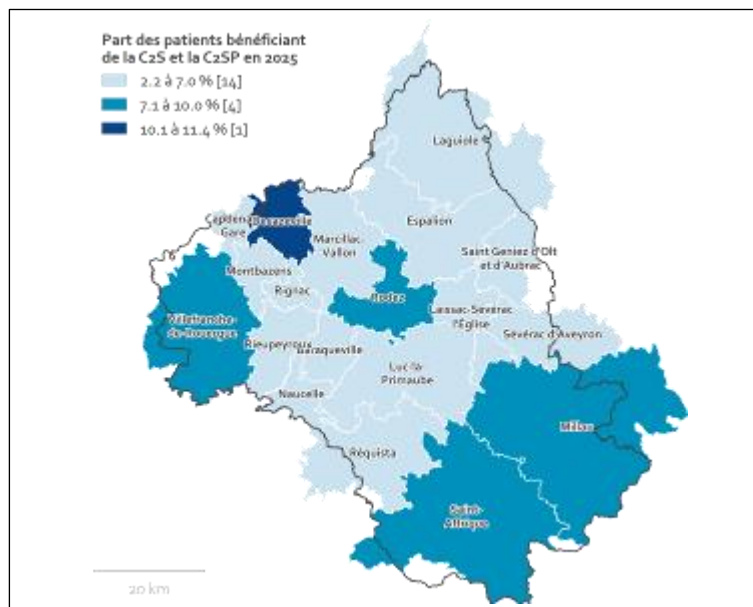 Part des patients bénéficiant
de la C2S et la C2SP en 2025
2.2 à 7.0 % [14]
7.1 à 10.0 % [4]
10.1 à 11.4 % [1]
Laguiole
Espalion
Capdenac
Gare
Decazeville
Marcillac-
Vallon
Saint Geniez d'Olt
et d'Aubrac
Montbazens
Rignac
Rodez
Laissac-Sévérac
l'Église
Villefranche-
de-Rouergue
Sévérac d'Aveyron
Rieupeyroux
Baraqueville
Luc-la-
Primaube
Naucelle
Millau
Réquista
Saint-
Affrique
20 km